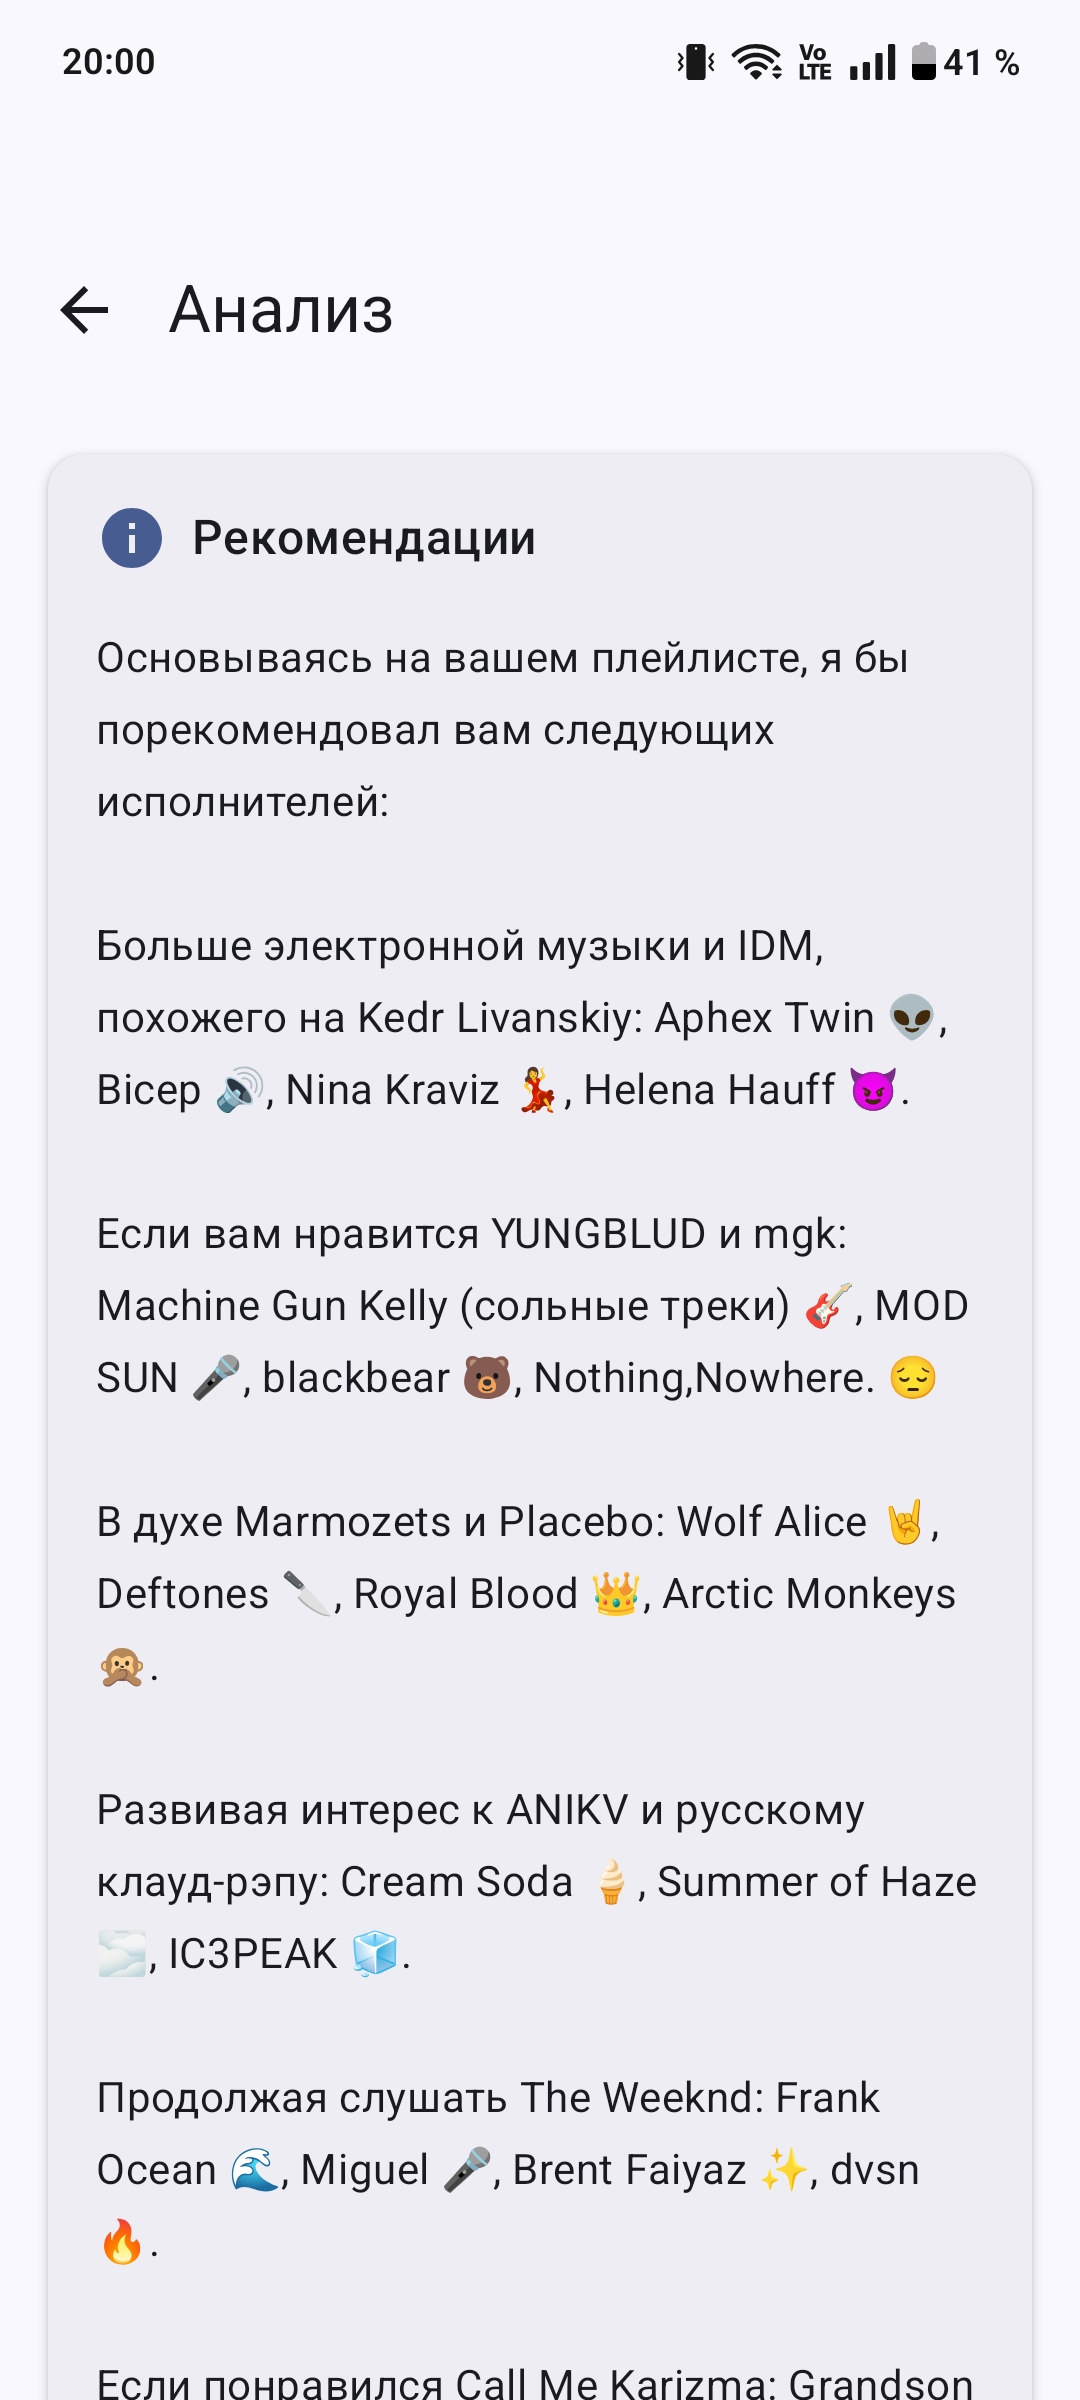 20:00
Vo LTE
41 %
Анализ
Рекомендации
Основываясь на вашем плейлисте, я бы
порекомендовал вам следующих
исполнителей:
Больше электронной музыки и IDM,
похожего на Kedr Livanskiy: Aphex Twin 👽,
Bicep 🔊, Nina Kraviz 💃, Helena Hauff 😈.
Если вам нравится YUNGBLUD и mgk:
Machine Gun Kelly (сольные треки) 🎸, MOD
SUN 🎤, blackbear 🐻, Nothing,Nowhere. 😔
В духе Marmozets и Placebo: Wolf Alice 🤘,
Deftones 🔪, Royal Blood 👑, Arctic Monkeys
🙊.
Развивая интерес к ANIKV и русскому
клауд-рэпу: Cream Soda 🍦, Summer of Haze
🌫️, IC3PEAK 🧊.
Продолжая слушать The Weeknd: Frank
Ocean 🌊, Miguel 🎤, Brent Faiyaz ✨, dvsn
🔥.
Если понравился Call Me Karizma: Grandson